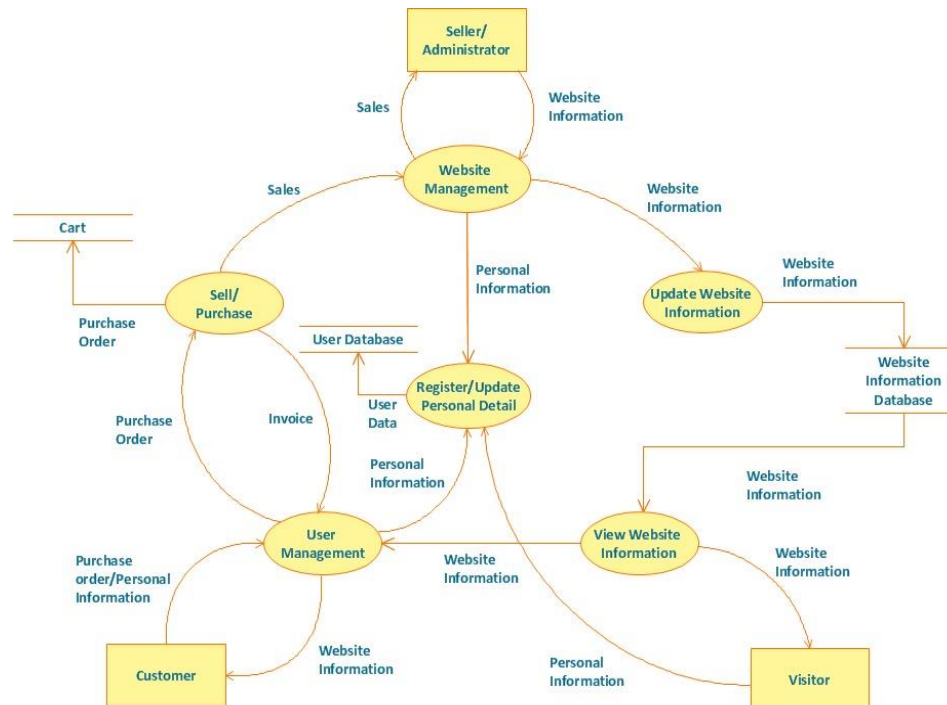 Seller/
Administrator
Sales
Website
Information
Website
Management
Sales
Website
Information
Cart
Personal
Information
Website
Information
Sell/
Purchase
Update Website
Information
Purchase
Order
User Database
Website
Information
Database
Register/Update
Personal Detail
User
Data
Purchase
Order
Invoice
Personal
Information
Website
Information
User
Management
View Website
Information
Purchase
order/Personal
Information
Website
Information
Website
Information
Website
Information
Personal
Information
Customer
Visitor